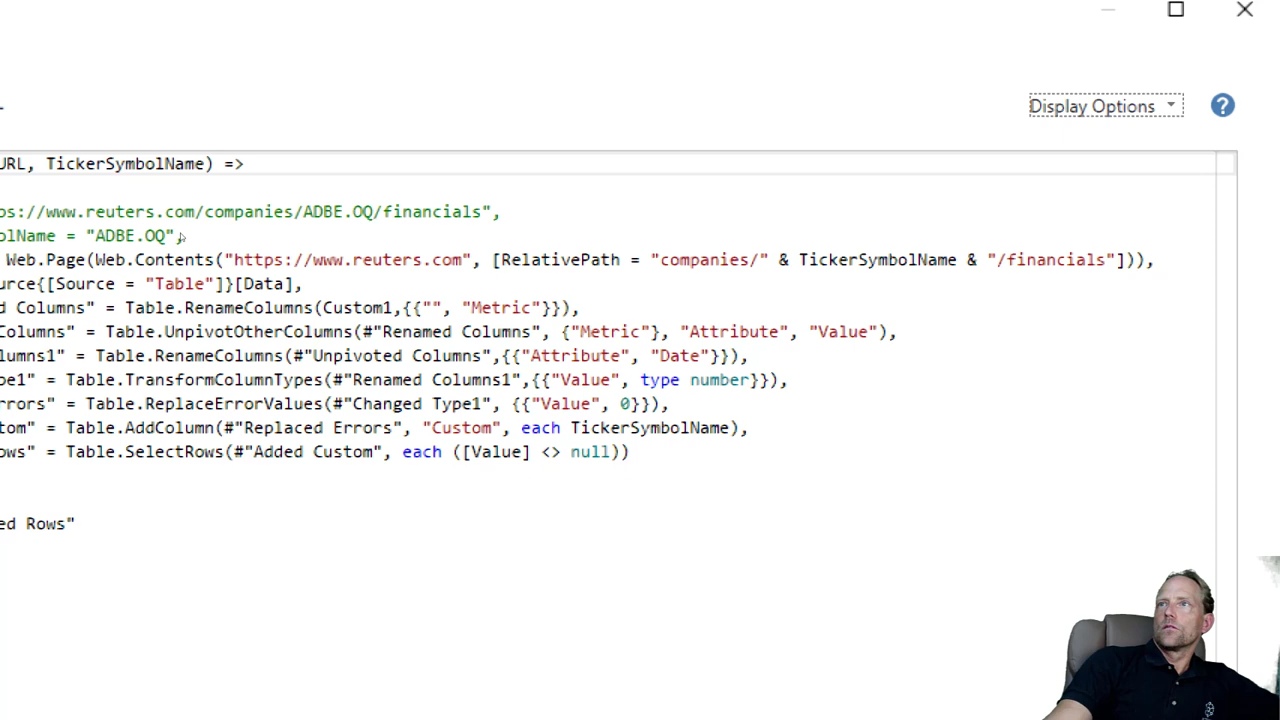 Display Options
?
URL, TickerSymbolName) =>
ps://www.reuters.com/companies/ADBE.OQ/financials",
olName = "ADBE.OQ",
Web.Page(Web.Contents("https://www.reuters.com", [RelativePath = "companies/" & TickerSymbolName & "/financials"])),
urce{[Source = "Table"]}[Data],
d Columns" = Table.RenameColumns(Custom1,{{"", "Metric"}}),
Columns" = Table.UnpivotOtherColumns(#"Renamed Columns", {"Metric"}, "Attribute", "Value"),
lumns1" = Table.RenameColumns(#"Unpivoted Columns",{{"Attribute", "Date"}}),
pe1" = Table.TransformColumnTypes(#"Renamed Columns1",{{"Value", type number}}),
rrors" = Table.ReplaceErrorValues(#"Changed Type1", {{"Value", 0}}),
tom" = Table.AddColumn(#"Replaced Errors", "Custom", each TickerSymbolName),
ows" = Table.SelectRows(#"Added Custom", each ([Value] <> null))
ed Rows"